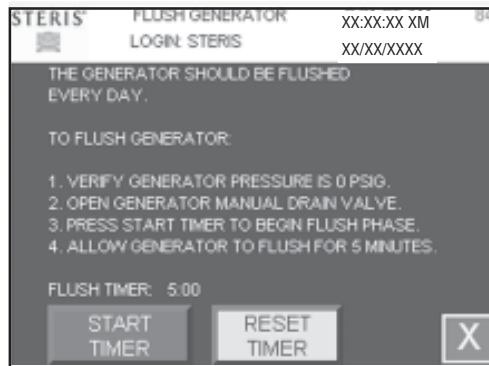 STERIS
FLUSH GENERATOR
XX:XX:XX XM
84
LOGIN: STERIS
XX/XX/XXXX
THE GENERATOR SHOULD BE FLUSHED
EVERY DAY.
TO FLUSH GENERATOR:
1. VERIFY GENERATOR PRESSURE IS 0 PSIG.
2. OPEN GENERATOR MANUAL DRAIN VALVE.
3. PRESS START TIMER TO BEGIN FLUSH PHASE.
4. ALLOW GENERATOR TO FLUSH FOR 5 MINUTES.
FLUSH TIMER: 5:00
START
TIMER
RESET
TIMER
X